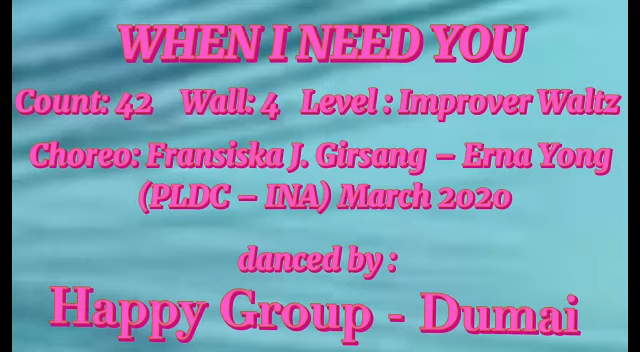 WHEN I NEED YOU
Count: 42 Wall: 4 Level : Improver Waltz
Choreo: Fransiska J. Girsang – Erna Yong
(PLDC – INA) March 2020
danced by :
Happy Group - Dumai